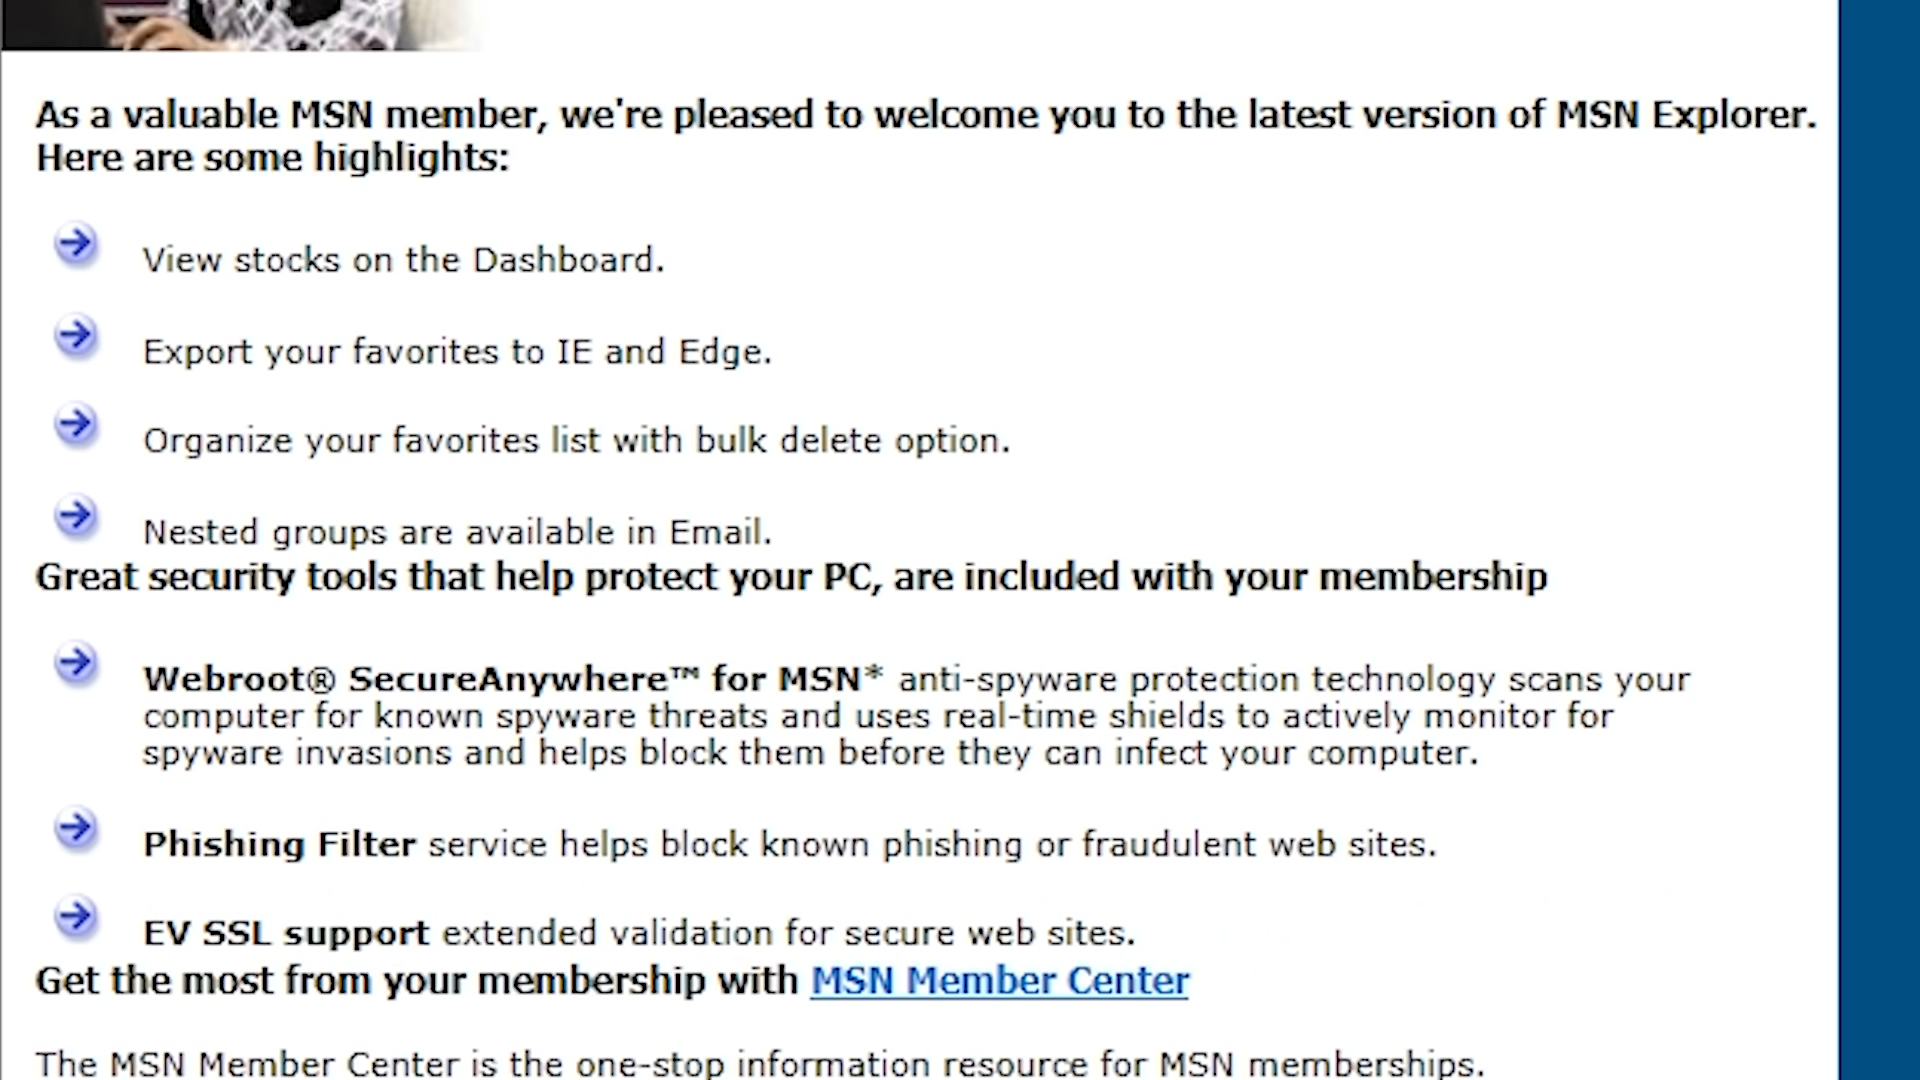 As a valuable MSN member, we're pleased to welcome you to the latest version of MSN Explorer.
Here are some highlights:
View stocks on the Dashboard.
Export your favorites to IE and Edge.
Organize your favorites list with bulk delete option.
Nested groups are available in Email.
Great security tools that help protect your PC, are included with your membership
Webroot® SecureAnywhere™ for MSN* anti-spyware protection technology scans your
computer for known spyware threats and uses real-time shields to actively monitor for
spyware invasions and helps block them before they can infect your computer.
Phishing Filter service helps block known phishing or fraudulent web sites.
EV SSL support extended validation for secure web sites.
Get the most from your membership with MSN Member Center
The MSN Member Center is the one-stop information resource for MSN memberships.